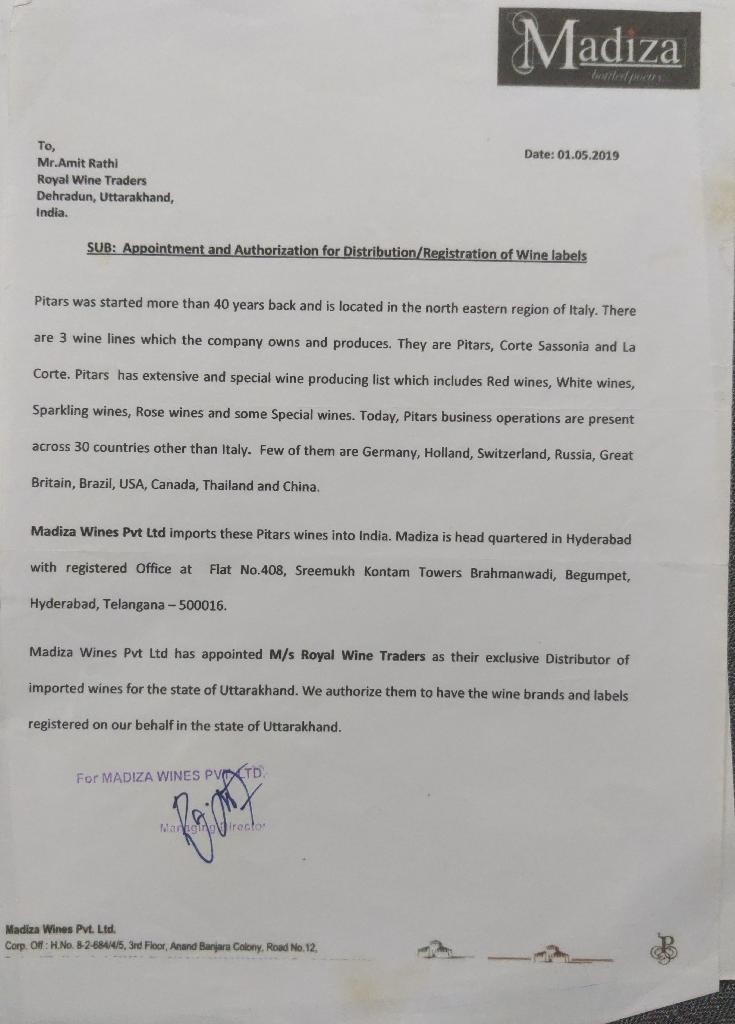 Madiza
bottled poetry
To,
Mr.Amit Rathi
Royal Wine Traders
Dehradun, Uttarakhand,
India.
Date: 01.05.2019
SUB: Appointment and Authorization for Distribution/Registration of Wine labels
Pitars was started more than 40 years back and is located in the north eastern region of Italy. There
are 3 wine lines which the company owns and produces. They are Pitars, Corte Sassonia and La
Corte. Pitars has extensive and special wine producing list which includes Red wines, White wines,
Sparkling wines, Rose wines and some Special wines. Today, Pitars business operations are present
across 30 countries other than Italy. Few of them are Germany, Holland, Switzerland, Russia, Great
Britain, Brazil, USA, Canada, Thailand and China.
Madiza Wines Pvt Ltd imports these Pitars wines into India. Madiza is head quartered in Hyderabad
with registered Office at Flat No.408, Sreemukh Kontam Towers Brahmanwadi, Begumpet,
Hyderabad, Telangana – 500016.
Madiza Wines Pvt Ltd has appointed M/s Royal Wine Traders as their exclusive Distributor of
imported wines for the state of Uttarakhand. We authorize them to have the wine brands and labels
registered on our behalf in the state of Uttarakhand.
For MADIZA WINES PVT. LTD.
Managing Director
Madiza Wines Pvt. Ltd.
Corp. Off : H.No. 8-2-684/4/5, 3rd Floor, Anand Banjara Colony, Road No.12,